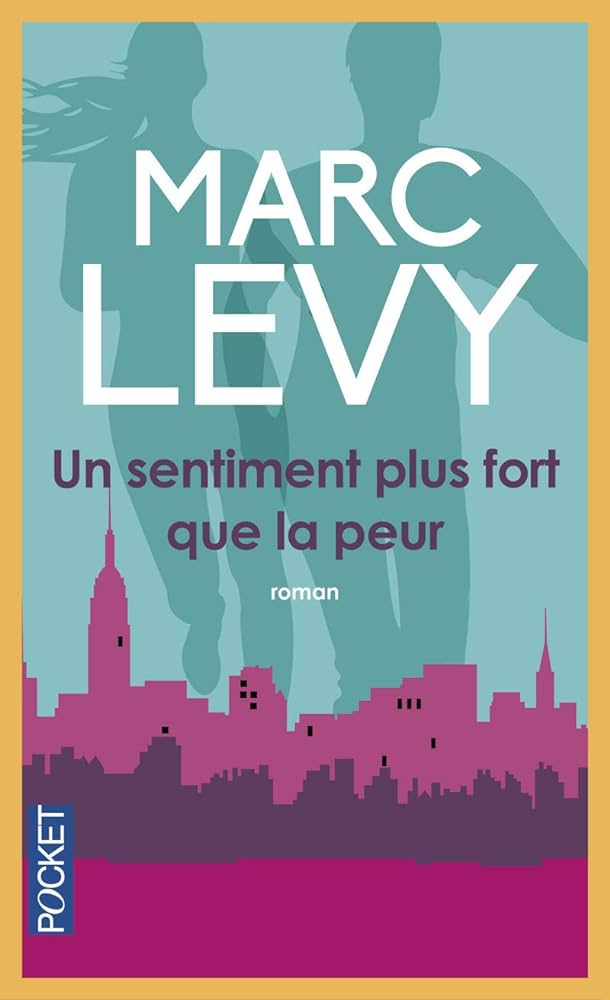 MARC
LEVY
Un sentiment plus fort
que la peur
roman
POCKET